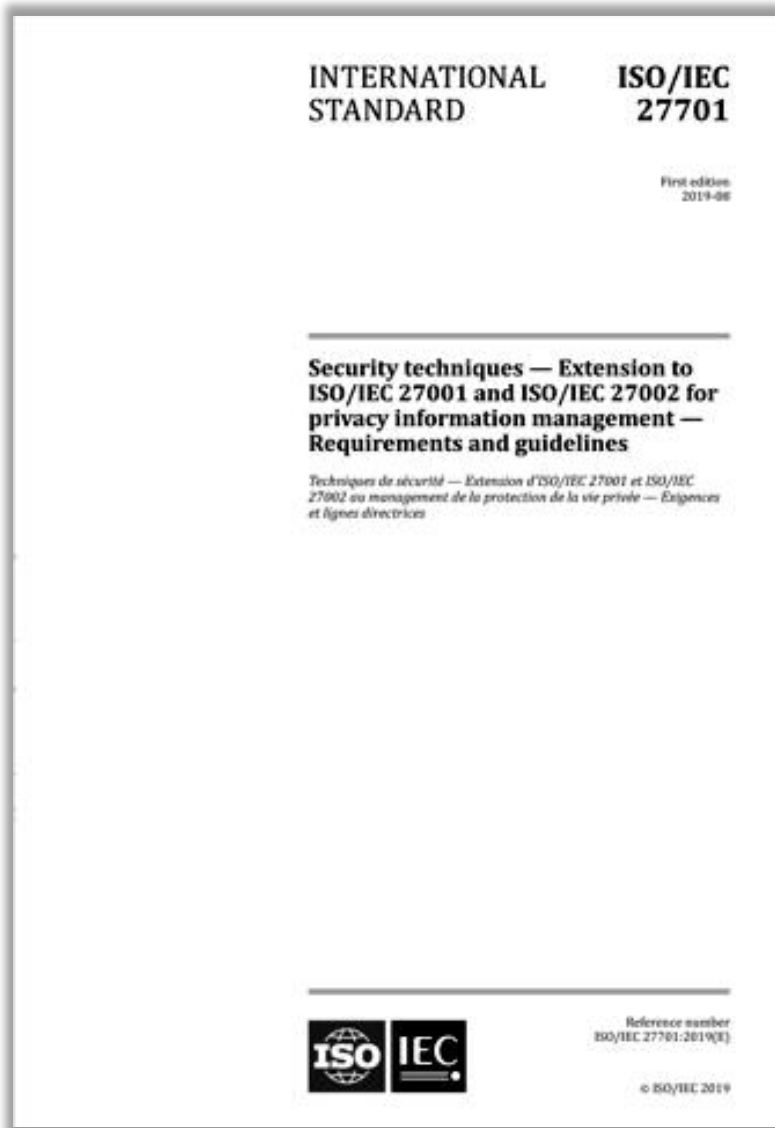 INTERNATIONAL STANDARD
ISO/IEC 27701
First edition
2019-08
Security techniques — Extension to
ISO/IEC 27001 and ISO/IEC 27002 for
privacy information management —
Requirements and guidelines
Techniques de sécurité — Extension d'ISO/IEC 27001 et ISO/IEC
27002 au management de la protection de la vie privée — Exigences
et lignes directrices
ISO
IEC
Reference number
ISO/IEC 27701:2019(E)
© ISO/IEC 2019